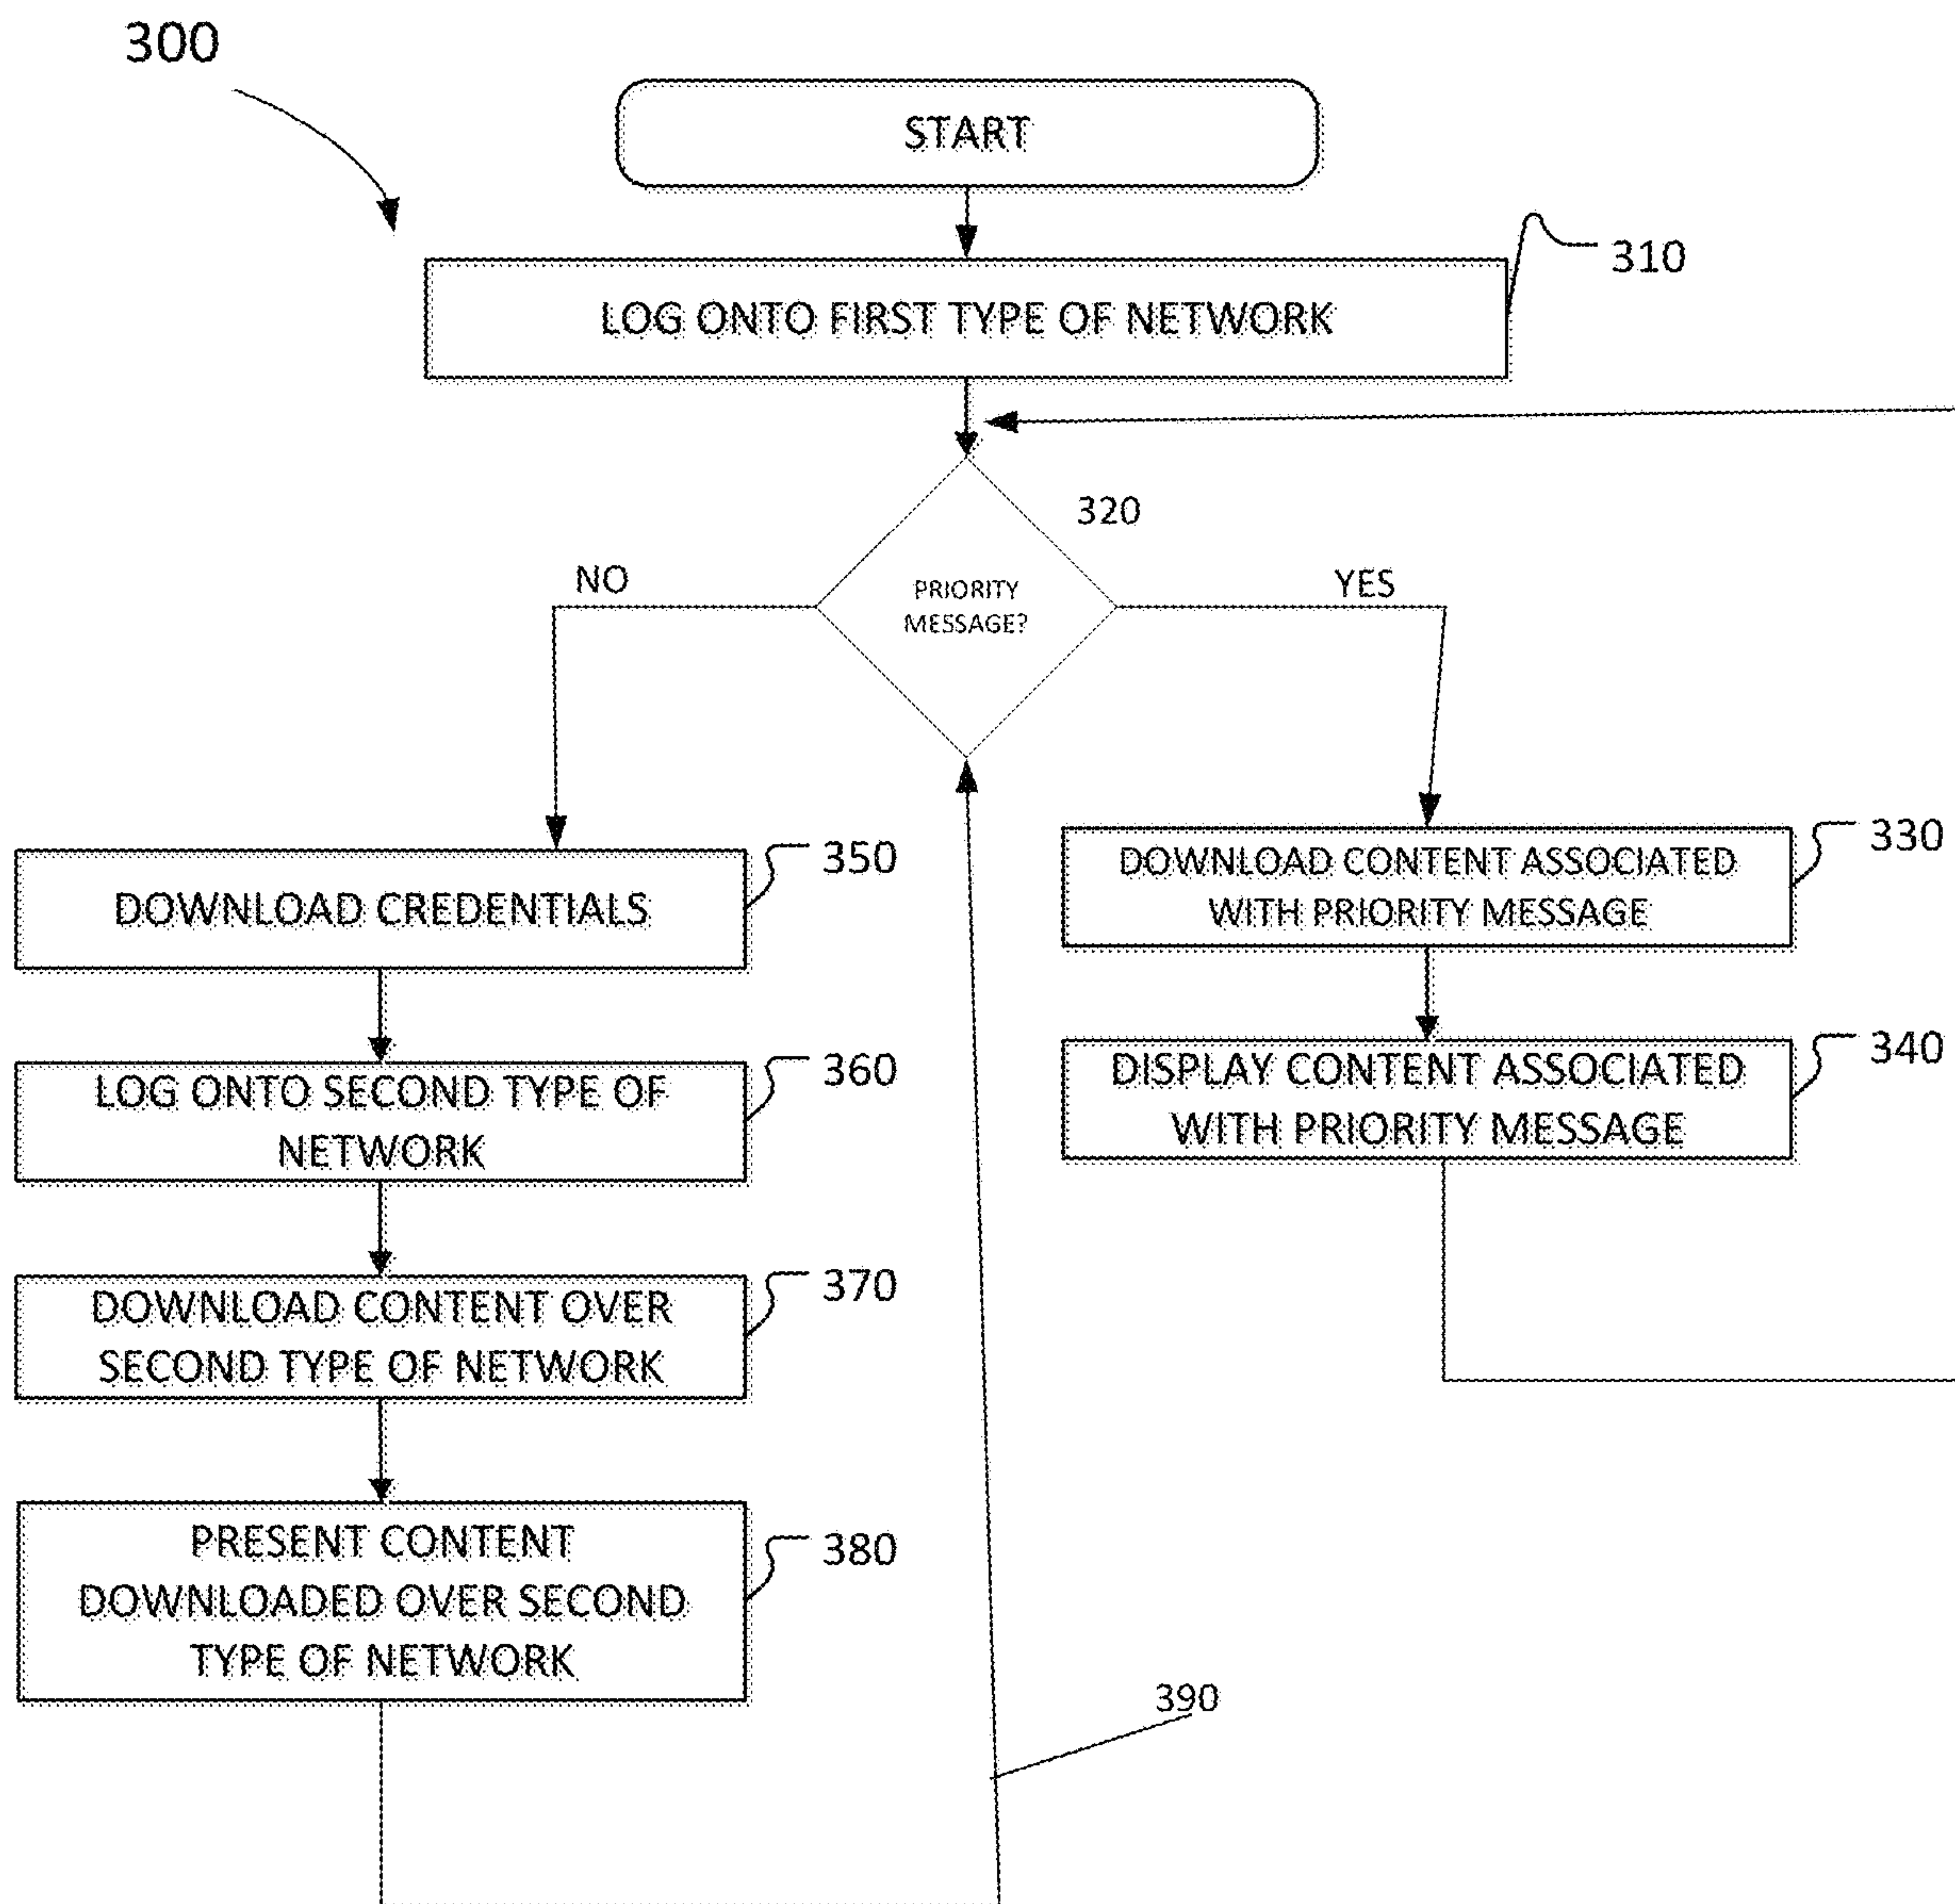 300
START
310
LOG ONTO FIRST TYPE OF NETWORK
320
NO
PRIORITY
MESSAGE?
YES
350
DOWNLOAD CREDENTIALS
330
DOWNLOAD CONTENT ASSOCIATED
WITH PRIORITY MESSAGE
360
LOG ONTO SECOND TYPE OF
NETWORK
340
DISPLAY CONTENT ASSOCIATED
WITH PRIORITY MESSAGE
370
DOWNLOAD CONTENT OVER
SECOND TYPE OF NETWORK
380
PRESENT CONTENT
DOWNLOADED OVER SECOND
TYPE OF NETWORK
390